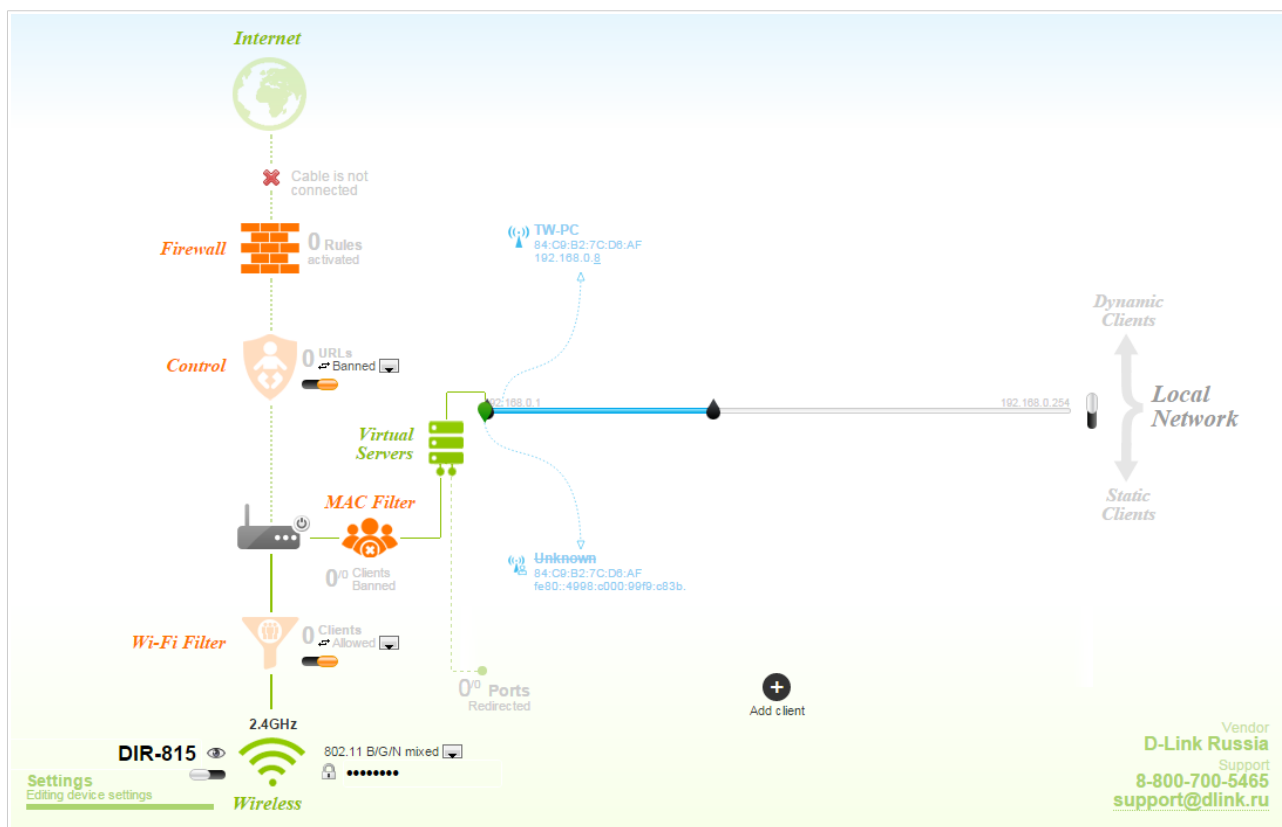 Internet
Cable is not
connected
Firewall
0 Rules
activated
TW-PC
84:C9:B2:7C:D6:AF
192.168.0.8
Dynamic
Clients
Control
0 URLs
Banned
92.168.0.1
192.168.0.254
Local
Network
Virtual
Servers
MAC Filter
0/0 Clients
Banned
Unknown
84:C9:B2:7C:D6:AF
fe80::4998:c000:99f9:c83b.
Static
Clients
Wi-Fi Filter
0 Clients
Allowed
0/0 Ports
Redirected
Add client
2.4GHz
DIR-815
802.11 B/G/N mixed
••••••••
Wireless
Settings
Editing device settings
Vendor
D-Link Russia
Support
8-800-700-5465
support@dlink.ru